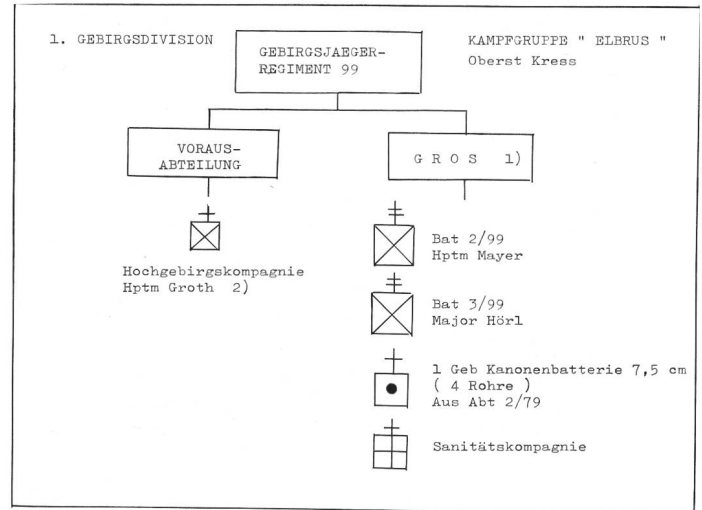 1. GEBIRGSDIVISION
GEBIRGSJAEGER-
REGIMENT 99
KAMPFGRUPPE " ELBRUS "
Oberst Kress
VORAUS-
ABTEILUNG
G R O S 1)
Hochgebirgskompagnie
Hptm Groth 2)
Bat 2/99
Hptm Mayer
Bat 3/99
Major Hörl
1 Geb Kanonenbatterie 7,5 cm
( 4 Rohre )
Aus Abt 2/79
Sanitätskompagnie